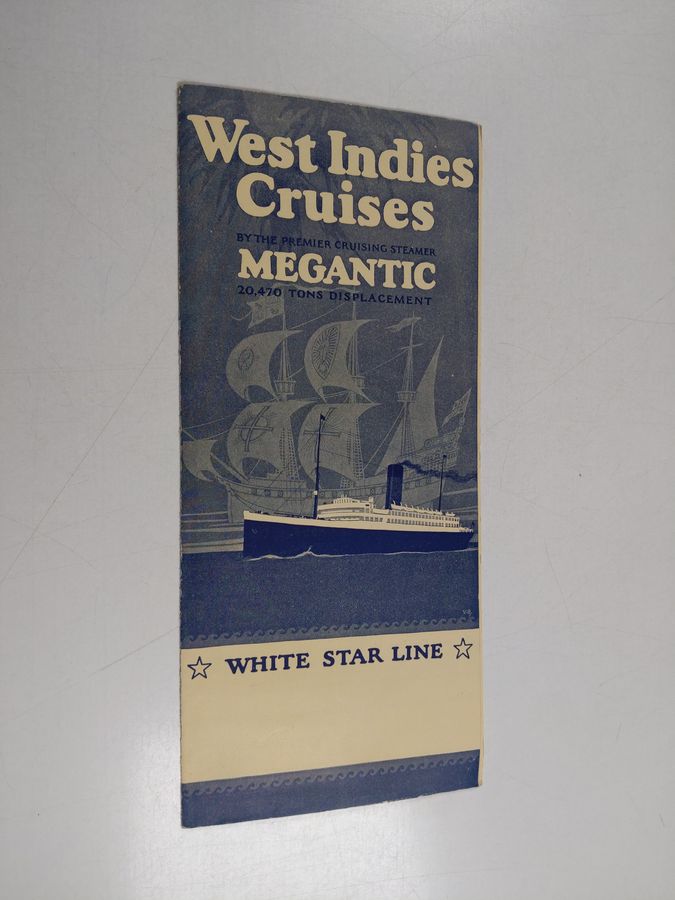 West Indies
Cruises
BY THE PREMIER CRUISING STEAMER
MEGANTIC
20,470 TONS DISPLACEMENT
☆ WHITE STAR LINE ☆